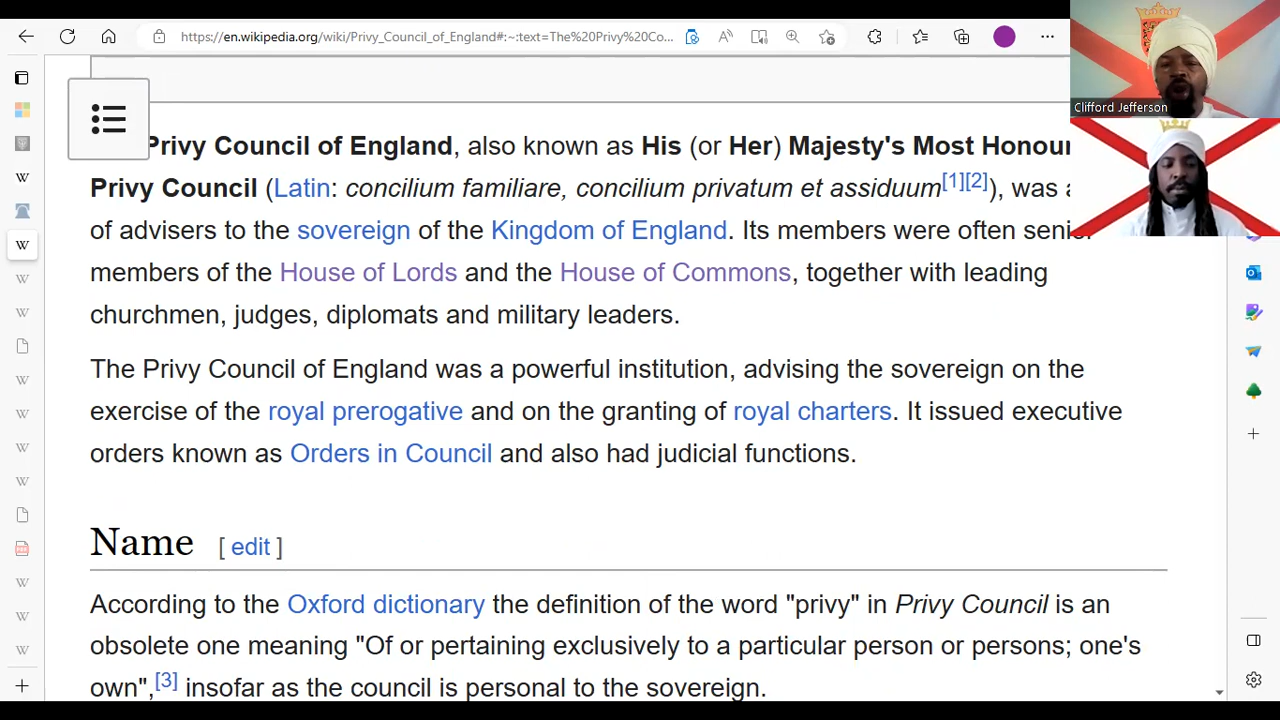 https://en.wikipedia.org/wiki/Privy_Council_of_England#:~:text=The%20Privy%20Co...
Clifford Jefferson
Privy Council of England, also known as His (or Her) Majesty's Most Honour
Privy Council (Latin: concilium familiare, concilium privatum et assiduum[1][2]), was a
of advisers to the sovereign of the Kingdom of England. Its members were often senior
members of the House of Lords and the House of Commons, together with leading
churchmen, judges, diplomats and military leaders.
The Privy Council of England was a powerful institution, advising the sovereign on the
exercise of the royal prerogative and on the granting of royal charters. It issued executive
orders known as Orders in Council and also had judicial functions.
Name [ edit ]
According to the Oxford dictionary the definition of the word "privy" in Privy Council is an
obsolete one meaning "Of or pertaining exclusively to a particular person or persons; one's
own",[3] insofar as the council is personal to the sovereign.